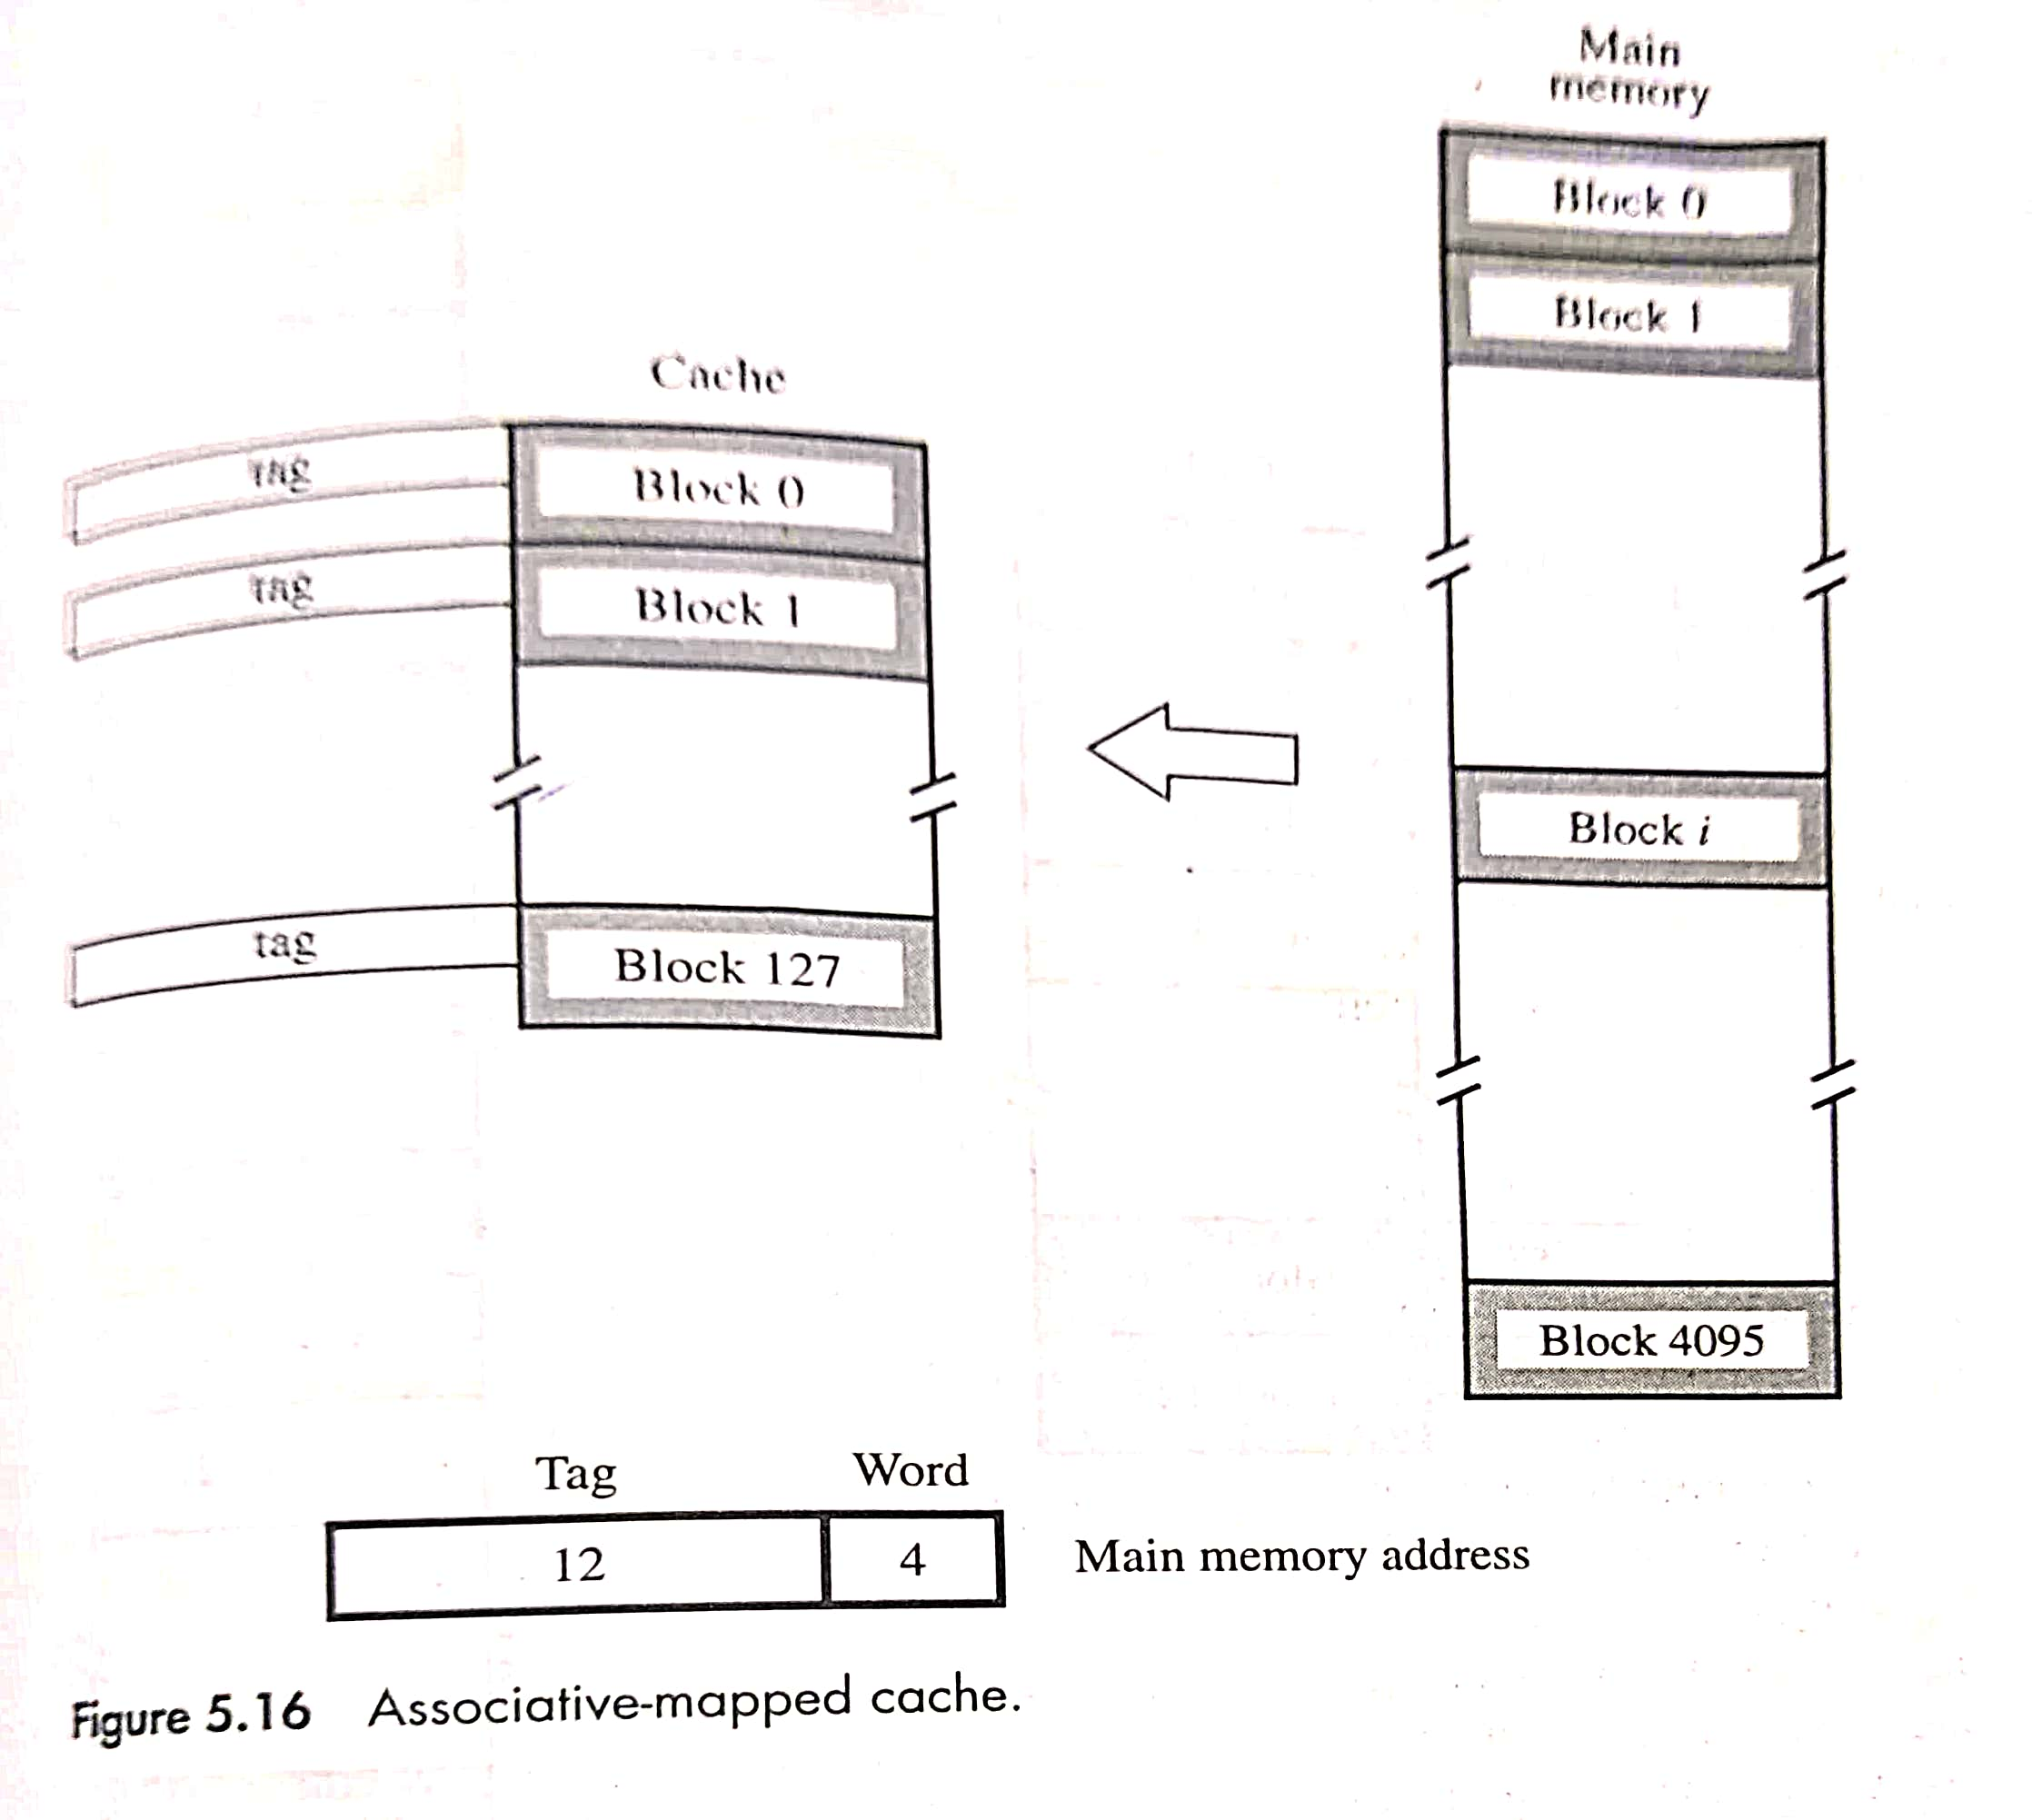 Main
memory
Block 0
Block 1
Cache
tag
Block 0
tag
Block 1
Block i
tag
Block 127
Block 4095
Tag
Word
12
4
Main memory address
Figure 5.16 Associative-mapped cache.